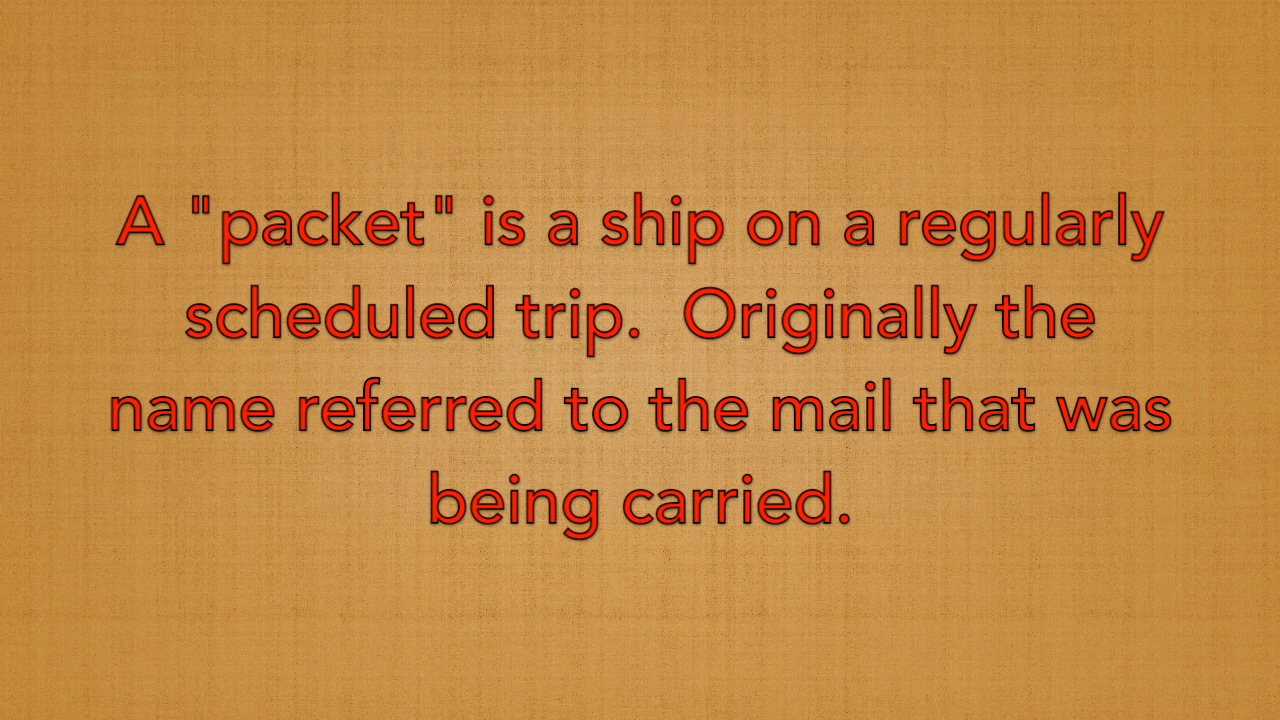 A "packet" is a ship on a regularly
scheduled trip.  Originally the
name referred to the mail that was
being carried.